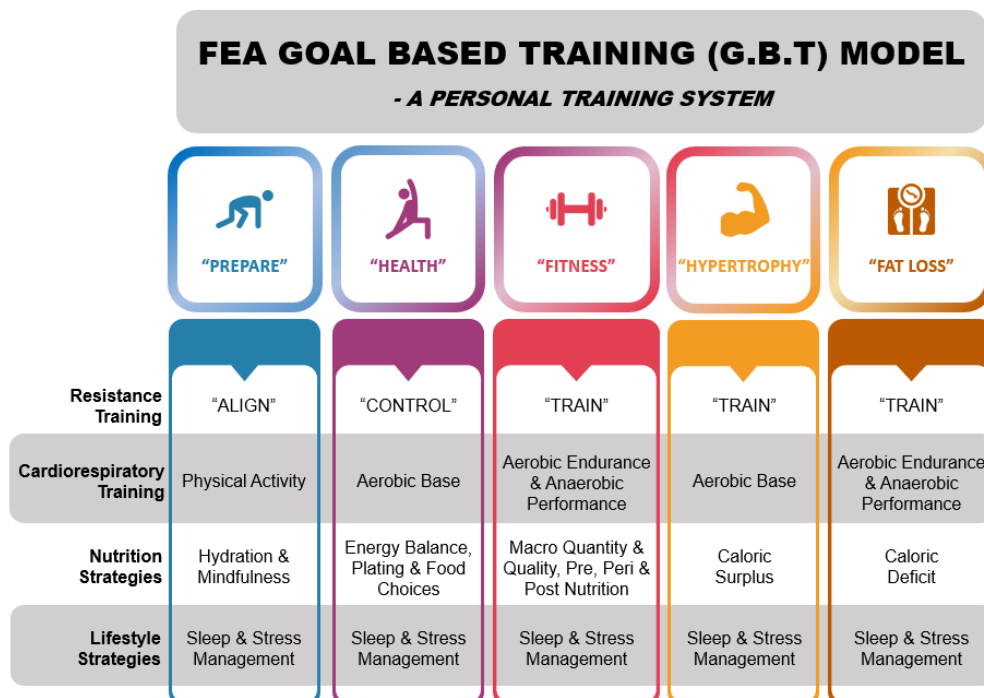 FEA GOAL BASED TRAINING (G.B.T) MODEL
- A PERSONAL TRAINING SYSTEM
“PREPARE”
“HEALTH”
“FITNESS”
“HYPERTROPHY”
“FAT LOSS”
Resistance
Training
“ALIGN”
“CONTROL”
“TRAIN”
“TRAIN”
“TRAIN”
Cardiorespiratory
Training
Physical Activity
Aerobic Base
Aerobic Endurance
& Anaerobic
Performance
Aerobic Base
Aerobic Endurance
& Anaerobic
Performance
Nutrition
Strategies
Hydration &
Mindfulness
Energy Balance,
Plating & Food
Choices
Macro Quantity &
Quality, Pre, Peri &
Post Nutrition
Caloric
Surplus
Caloric
Deficit
Lifestyle
Strategies
Sleep & Stress
Management
Sleep & Stress
Management
Sleep & Stress
Management
Sleep & Stress
Management
Sleep & Stress
Management